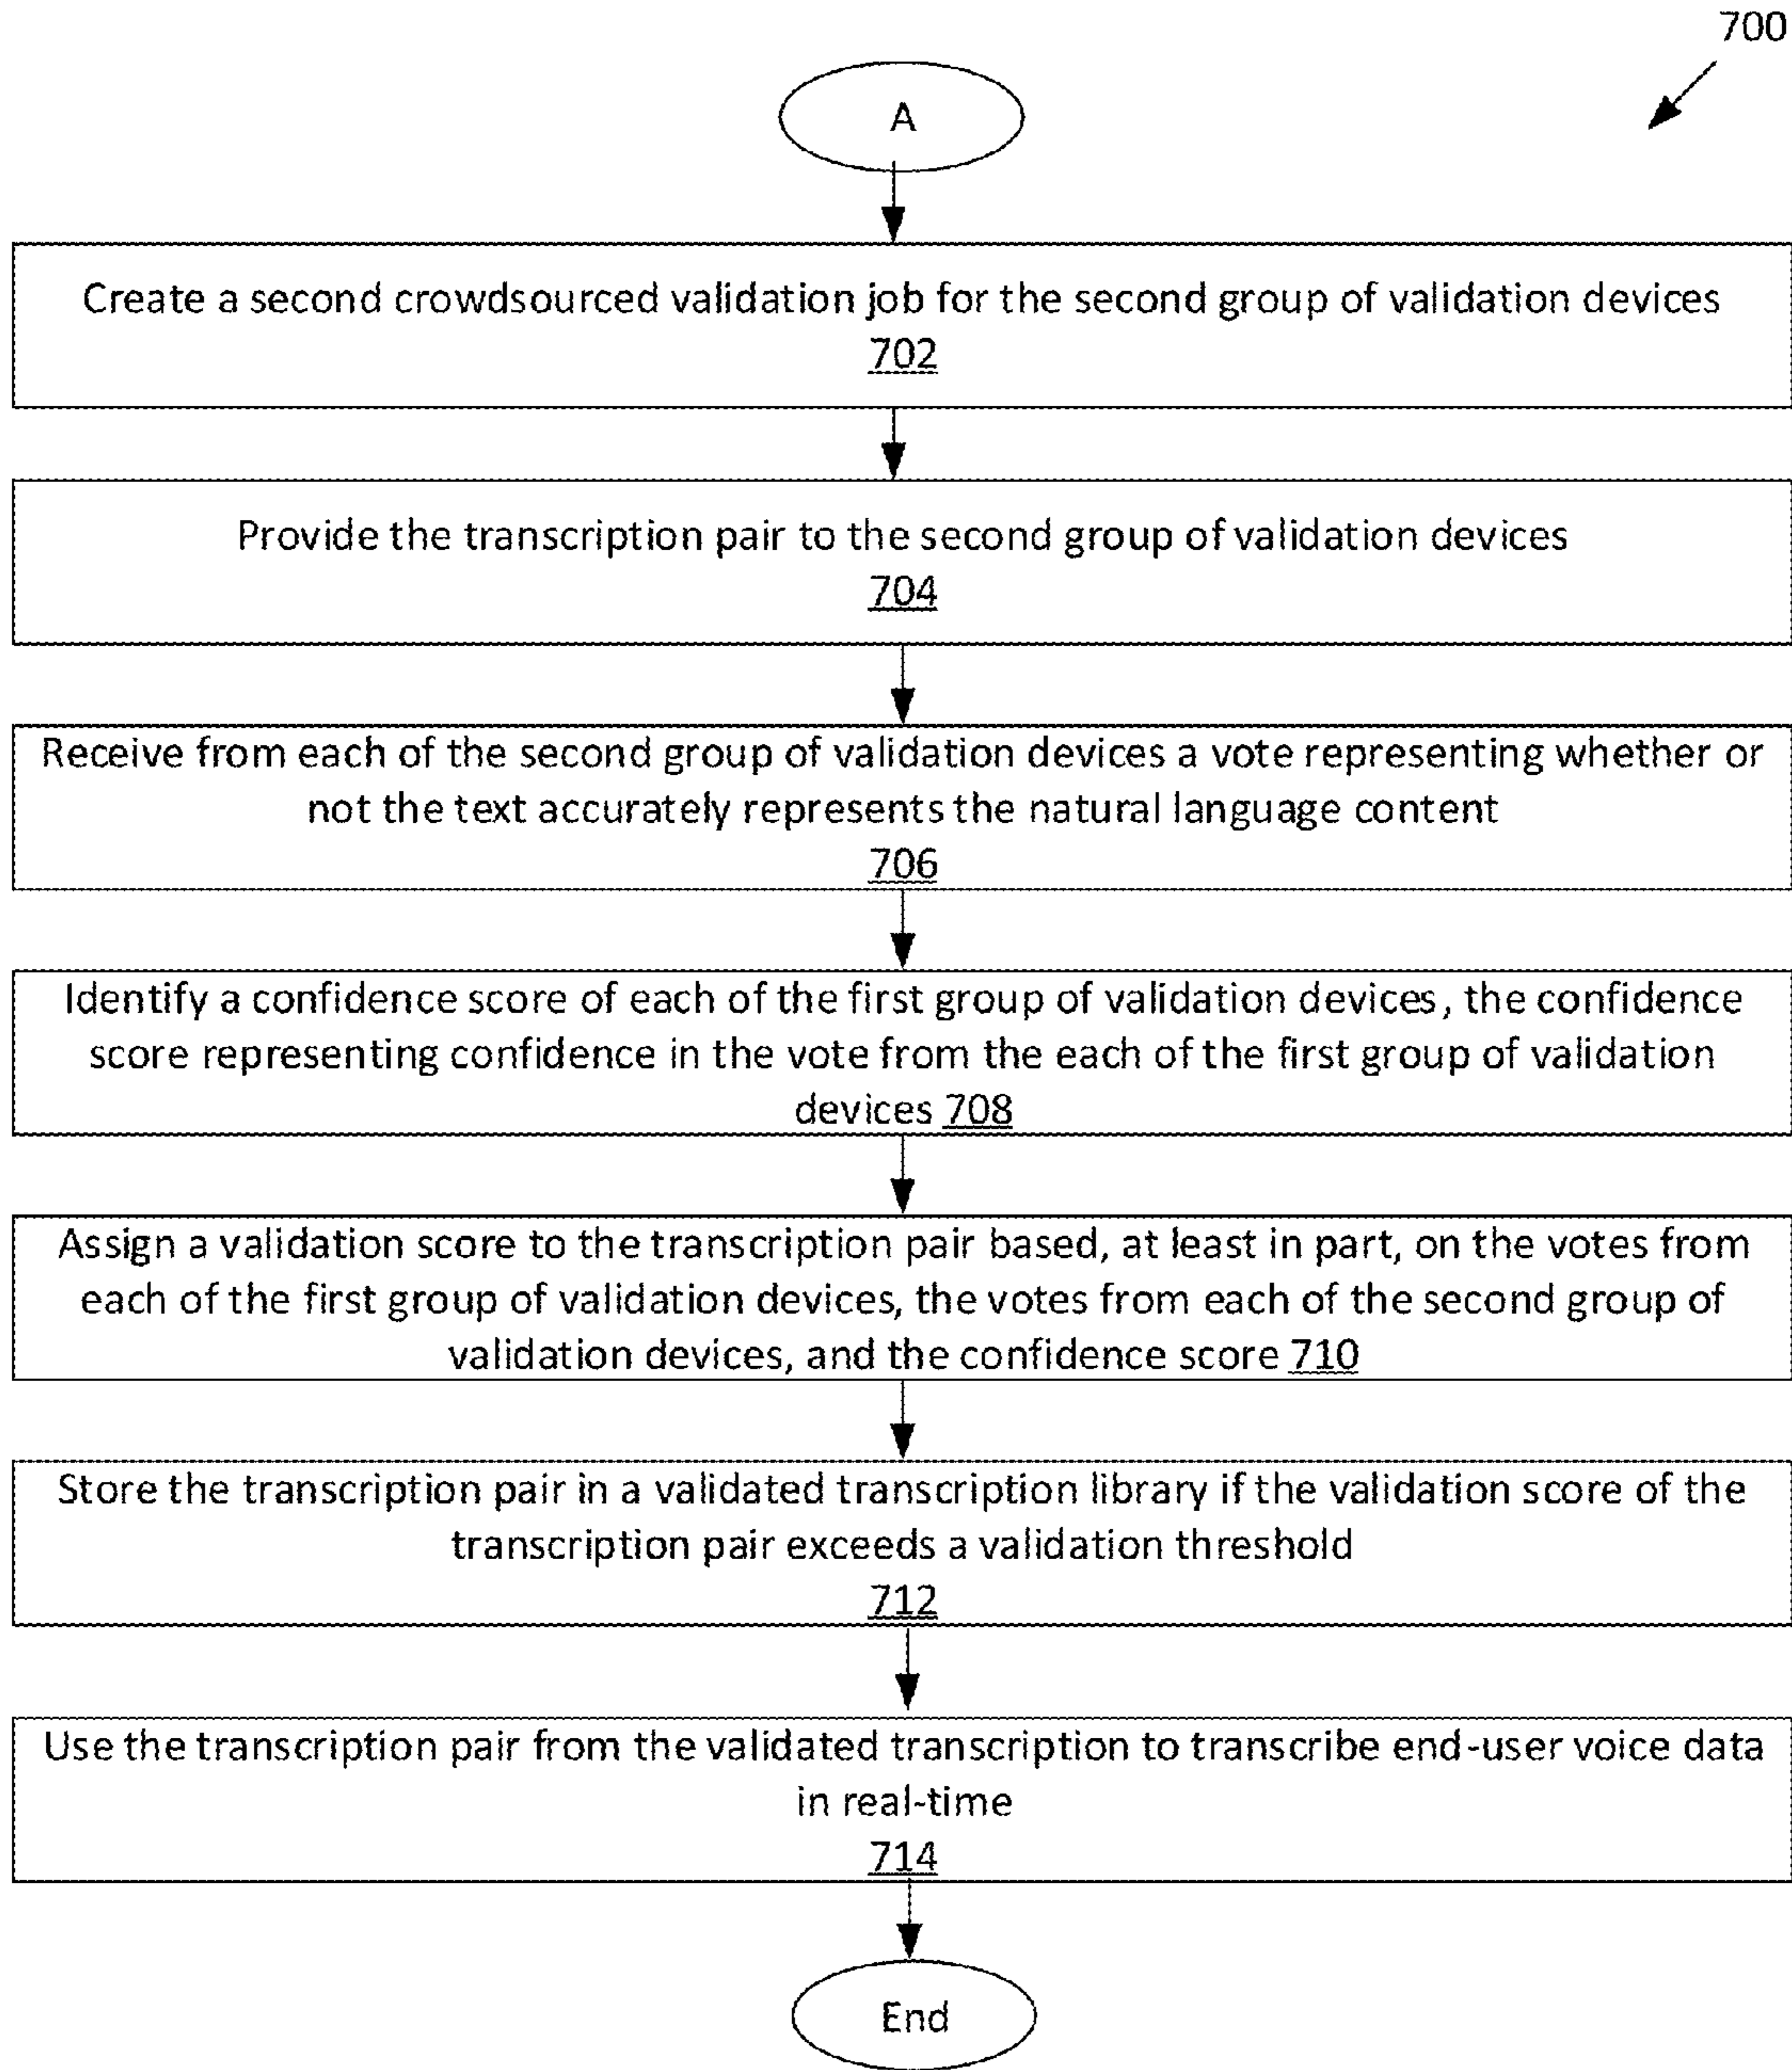 700
A
Create a second crowdsourced validation job for the second group of validation devices
702
Provide the transcription pair to the second group of validation devices
704
Receive from each of the second group of validation devices a vote representing whether or
not the text accurately represents the natural language content
706
Identify a confidence score of each of the first group of validation devices, the confidence
score representing confidence in the vote from the each of the first group of validation
devices 708
Assign a validation score to the transcription pair based, at least in part, on the votes from
each of the first group of validation devices, the votes from each of the second group of
validation devices, and the confidence score 710
Store the transcription pair in a validated transcription library if the validation score of the
transcription pair exceeds a validation threshold
712
Use the transcription pair from the validated transcription to transcribe end-user voice data
in real-time
714
End